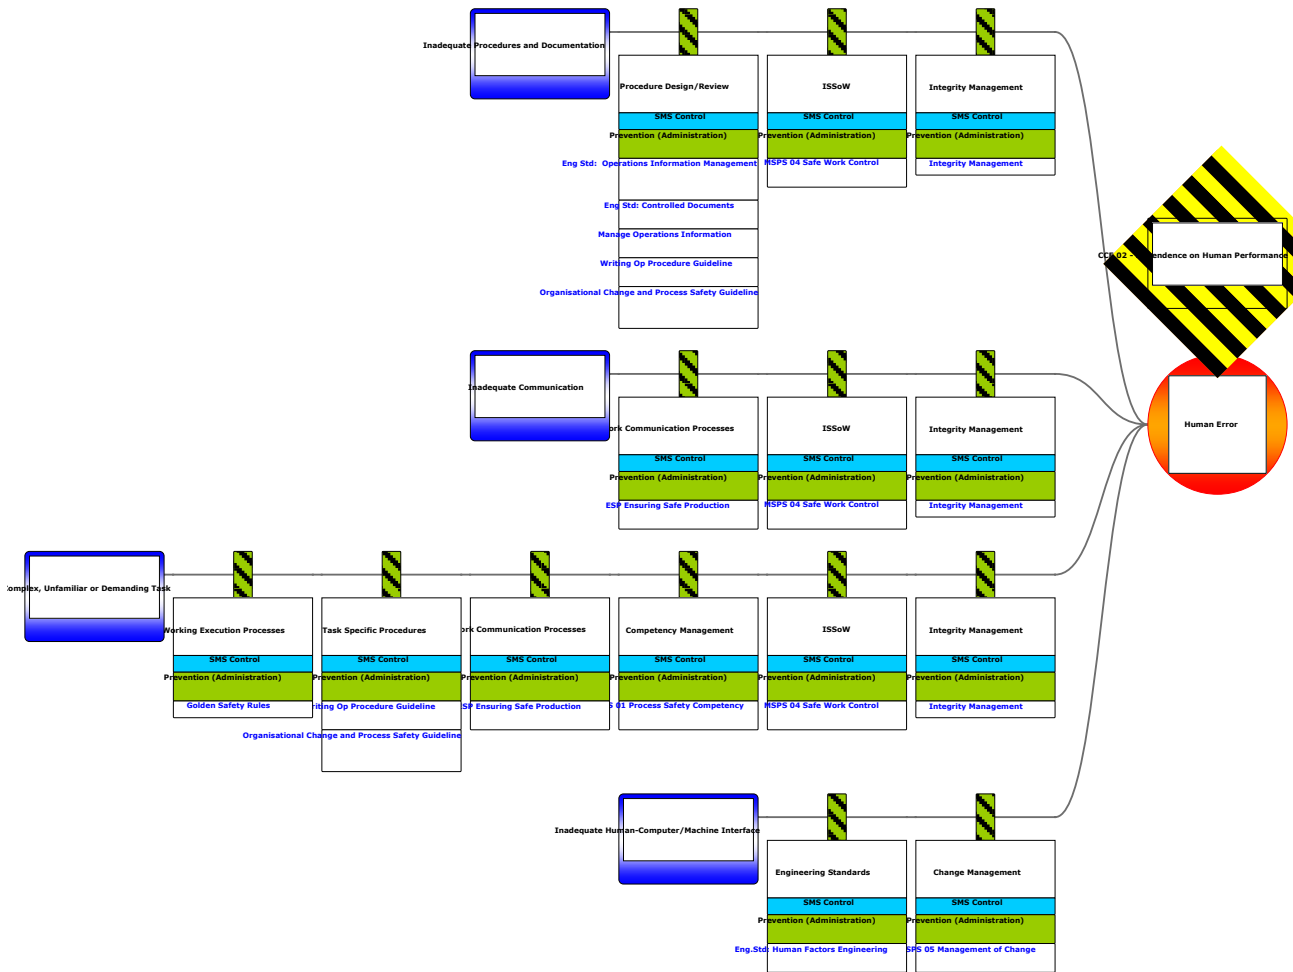 Inadequate Procedures and Documentation
Procedure Design/Review
SMS Control
Prevention (Administration)
Eng Std: Operations Information Management
Eng Std: Controlled Documents
Manage Operations Information
Writing Op Procedure Guideline
Organisational Change and Process Safety Guideline
ISSoW
SMS Control
Prevention (Administration)
MSPS 04 Safe Work Control
Integrity Management
SMS Control
Prevention (Administration)
Integrity Management
02 - on Human Performance
Human Error
Inadequate Communication
Communication Processes
SMS Control
Prevention (Administration)
ESP Ensuring Safe Production
ISSoW
SMS Control
Prevention (Administration)
MSPS 04 Safe Work Control
Integrity Management
SMS Control
Prevention (Administration)
Integrity Management
Complex, Unfamiliar or Demanding Task
Working Execution Processes
SMS Control
Prevention (Administration)
Golden Safety Rules
Task Specific Procedures
SMS Control
Prevention (Administration)
riting Op Procedure Guideline
Organisational Change and Process Safety Guideline
Communication Processes
SMS Control
Prevention (Administration)
SP Ensuring Safe Production
Competency Management
SMS Control
Prevention (Administration)
S 01 Process Safety Competency
ISSoW
SMS Control
Prevention (Administration)
MSPS 04 Safe Work Control
Integrity Management
SMS Control
Prevention (Administration)
Integrity Management
Inadequate Human-Computer/Machine Interface
Engineering Standards
SMS Control
Prevention (Administration)
Eng.Std: Human Factors Engineering
Change Management
SMS Control
Prevention (Administration)
SPS 05 Management of Change